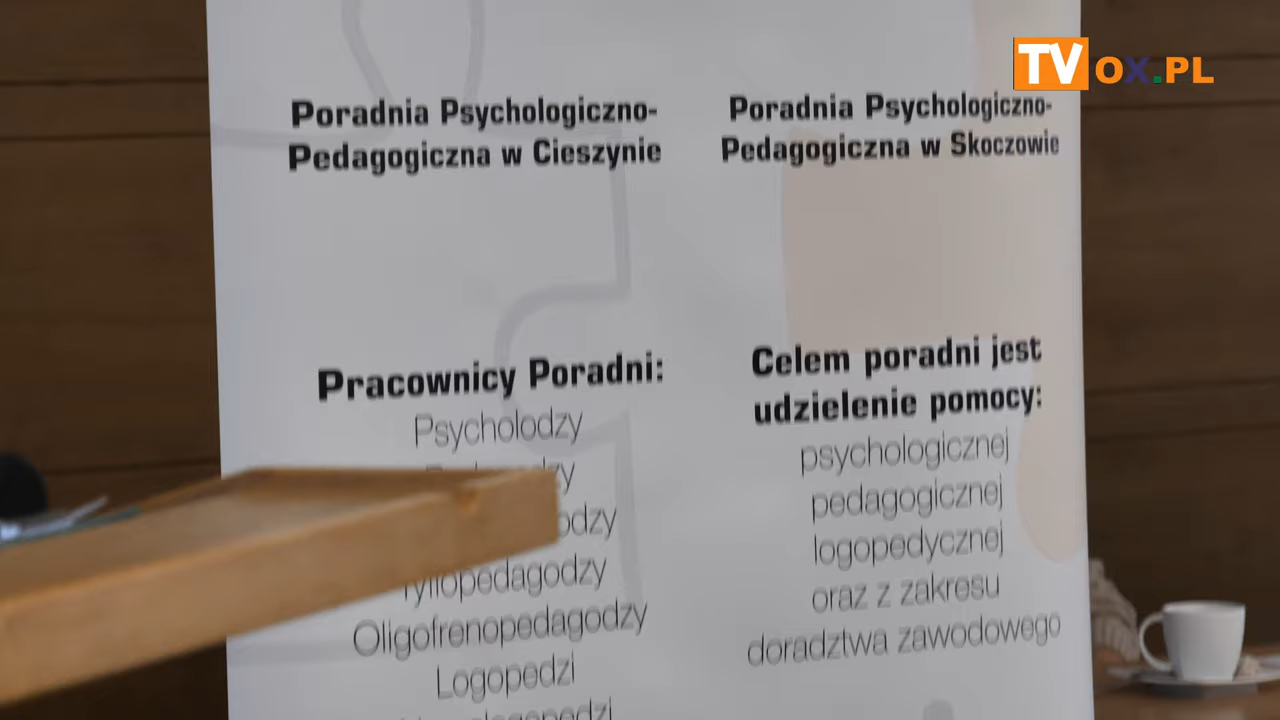 TVOX.PL
Poradnia Psychologiczno-
Pedagogiczna w Cieszynie
Poradnia Psychologiczno-
Pedagogiczna w Skoczowie
Pracownicy Poradni:
Psycholodzy
Oligofrenopedagodzy
Logopedzi
Celem poradni jest
udzielenie pomocy:
psychologicznej
pedagogicznej
logopedycznej
oraz z zakresu
doradztwa zawodowego